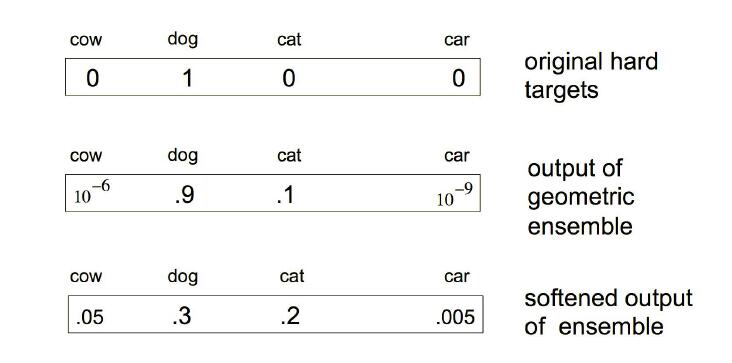 cow dog cat car
0 1 0 0
original hard
targets
cow dog cat car
10⁻⁶ .9 .1 10⁻⁹
output of
geometric
ensemble
cow dog cat car
.05 .3 .2 .005
softened output
of ensemble